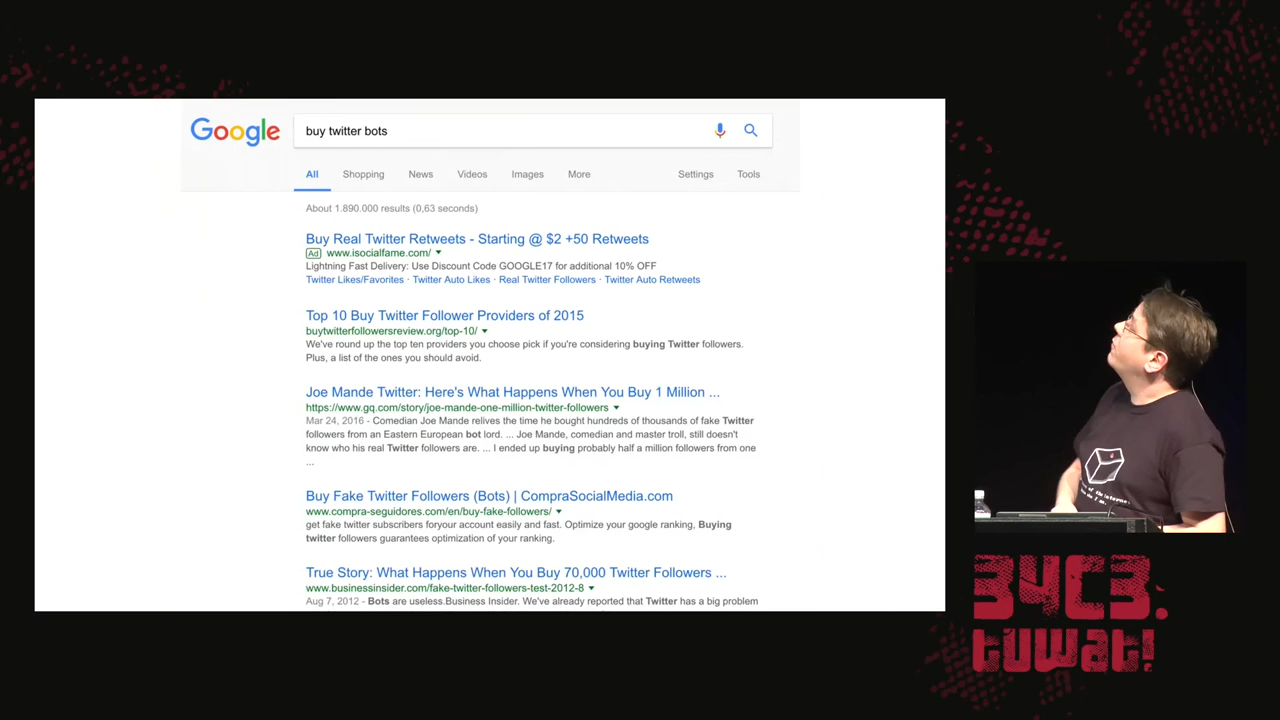 Google
buy twitter bots
All Shopping News Videos Images More Settings Tools
About 1.890.000 results (0,63 seconds)
Buy Real Twitter Retweets - Starting @ $2 +50 Retweets
Ad www.isocialfame.com/
Lightning Fast Delivery: Use Discount Code GOOGLE17 for additional 10% OFF
Twitter Likes/Favorites · Twitter Auto Likes · Real Twitter Followers · Twitter Auto Retweets
Top 10 Buy Twitter Follower Providers of 2015
buytwitterfollowersreview.org/top-10/
We've round up the top ten providers you choose pick if you're considering buying Twitter followers.
Plus, a list of the ones you should avoid.
Joe Mande Twitter: Here's What Happens When You Buy 1 Million ...
https://www.gq.com/story/joe-mande-one-million-twitter-followers
Mar 24, 2016 - Comedian Joe Mande relives the time he bought hundreds of thousands of fake Twitter
followers from an Eastern European bot lord. ... Joe Mande, comedian and master troll, still doesn't
know who his real Twitter followers are. ... I ended up buying probably half a million followers from one
...
Buy Fake Twitter Followers (Bots) | CompraSocialMedia.com
www.compra-seguidores.com/en/buy-fake-followers/
get fake twitter subscribers foryour account easily and fast. Optimize your google ranking, Buying
twitter followers guarantees optimization of your ranking.
True Story: What Happens When You Buy 70,000 Twitter Followers ...
www.businessinsider.com/fake-twitter-followers-test-2012-8
Aug 7, 2012 - Bots are useless.Business Insider. We've already reported that Twitter has a big problem
of the Interne
34C3.
tuwat!